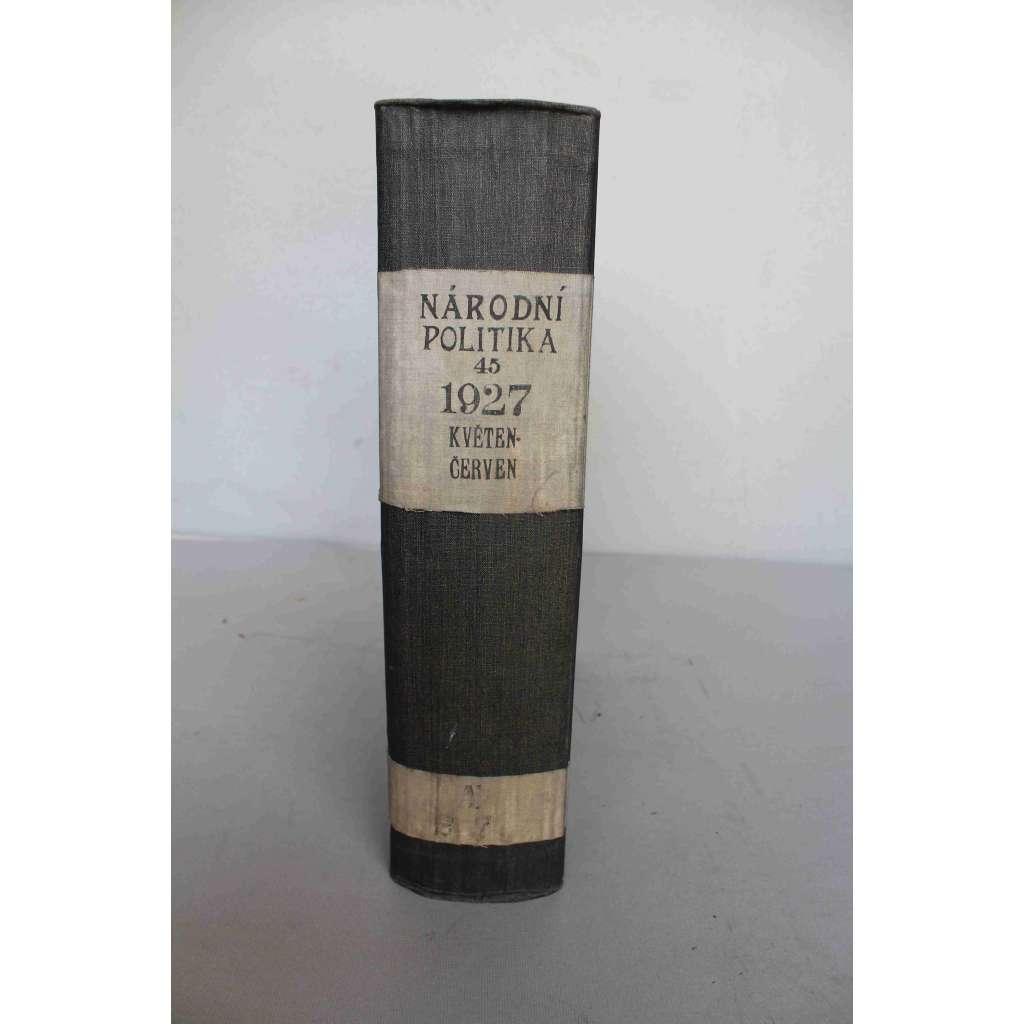 NÁRODNÍ
POLITIKA
45
1927
KVĚTEN-
ČERVEN
N